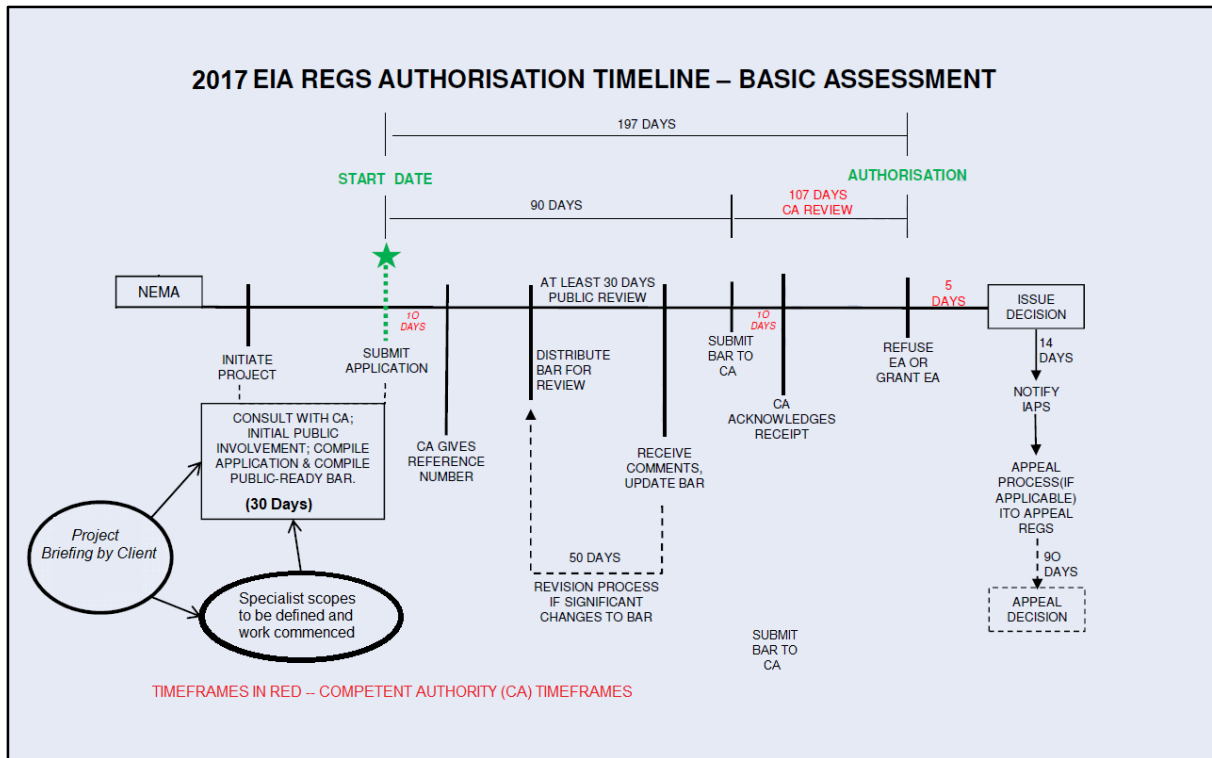 2017 EIA REGS AUTHORISATION TIMELINE – BASIC ASSESSMENT
197 DAYS
START DATE
AUTHORISATION
90 DAYS
107 DAYS
CA REVIEW
NEMA
10
DAYS
AT LEAST 30 DAYS
PUBLIC REVIEW
10
DAYS
5
DAYS
ISSUE
DECISION
INITIATE
PROJECT
SUBMIT
APPLICATION
DISTRIBUTE
BAR FOR
REVIEW
SUBMIT
BAR TO
CA
REFUSE
EA OR
GRANT EA
14
DAYS
NOTIFY
IAPS
CONSULT WITH CA;
INITIAL PUBLIC
INVOLVEMENT; COMPILE
APPLICATION & COMPILE
PUBLIC-READY BAR.
(30 Days)
CA GIVES
REFERENCE
NUMBER
RECEIVE
COMMENTS,
UPDATE BAR
CA
ACKNOWLEDGES
RECEIPT
APPEAL
PROCESS(IF
APPLICABLE)
ITO APPEAL
REGS
Project
Briefing by Client
50 DAYS
REVISION PROCESS
IF SIGNIFICANT
CHANGES TO BAR
90
DAYS
APPEAL
DECISION
Specialist scopes
to be defined and
work commenced
SUBMIT
BAR TO
CA
TIMEFRAMES IN RED -- COMPETENT AUTHORITY (CA) TIMEFRAMES